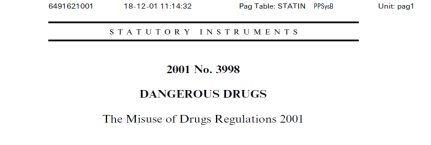 6491621001 18-12-01 11:14:32 Pag Table: STATIN PPSysB Unit: pag1
STATUTORY INSTRUMENTS
2001 No. 3998
DANGEROUS DRUGS
The Misuse of Drugs Regulations 2001